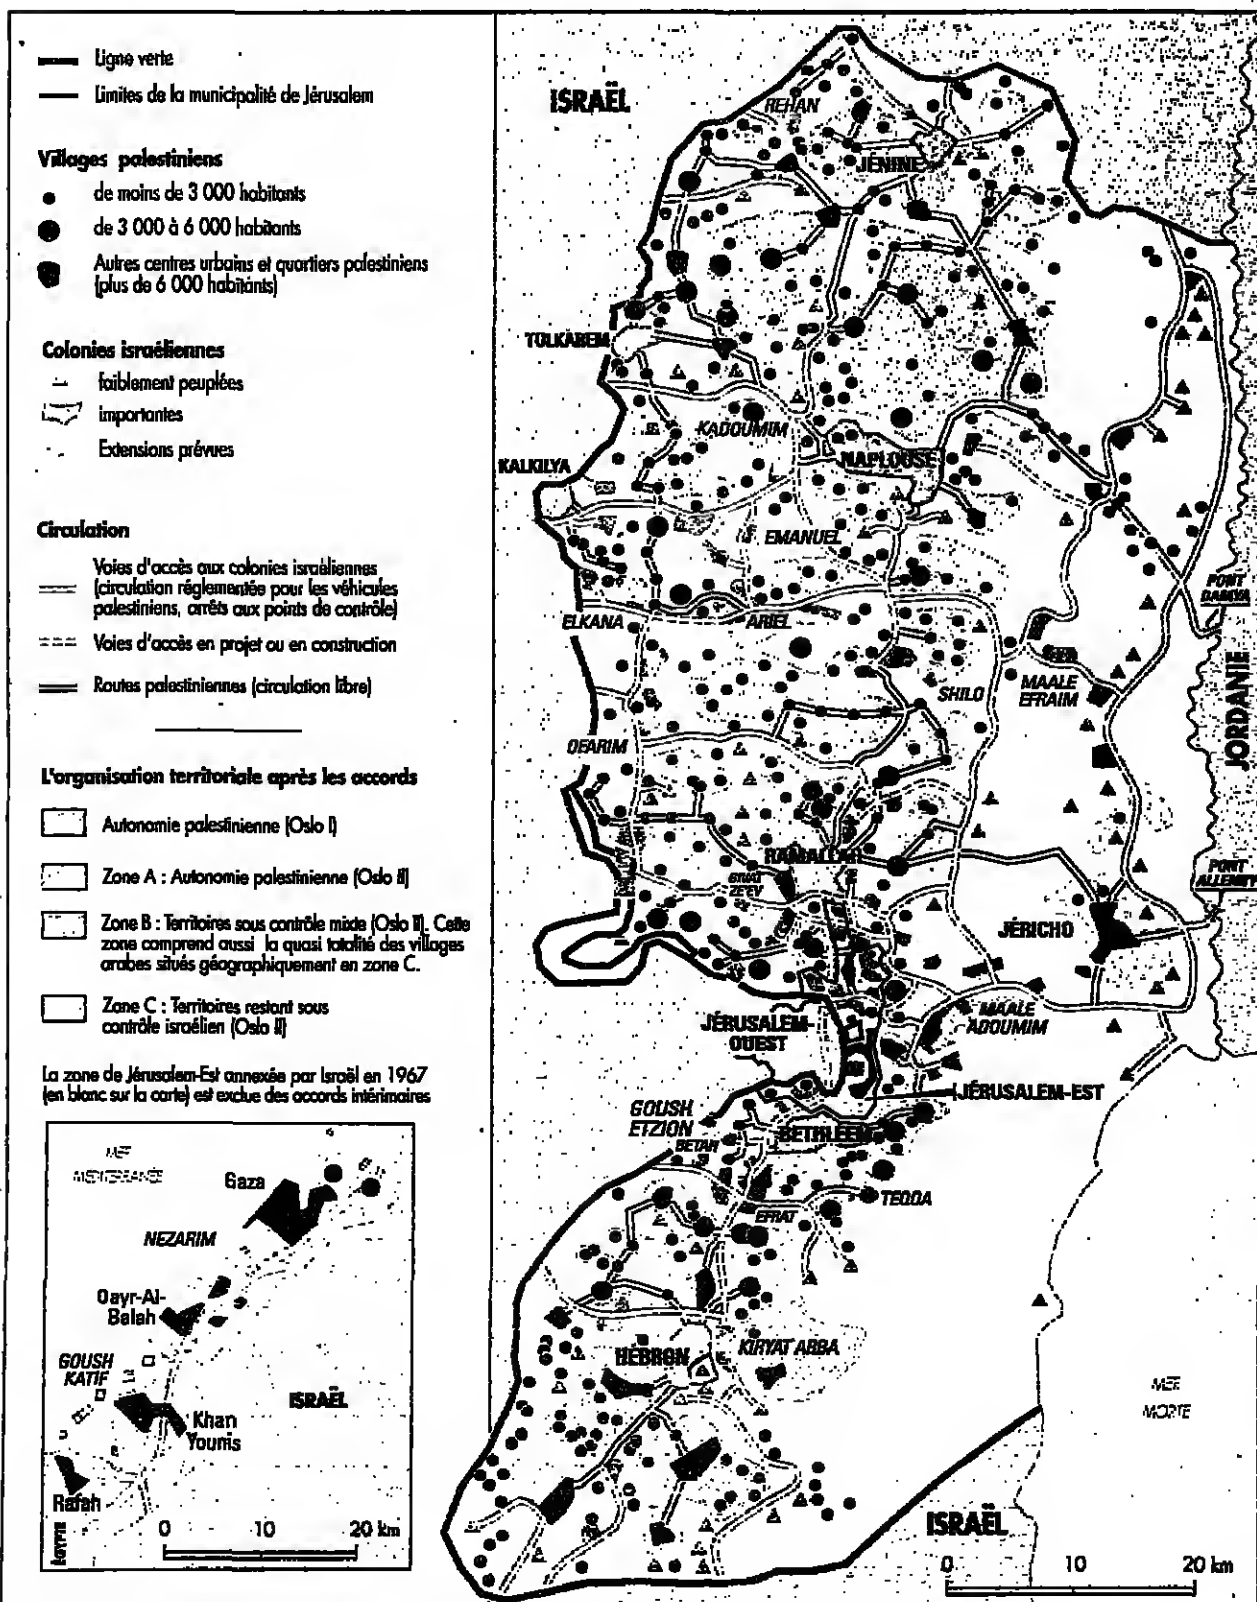 Ligne verte
Limites de la municipalité de Jérusalem
Villages palestiniens
de moins de 3 000 habitants
de 3 000 à 6 000 habitants
Autres centres urbains et quartiers palestiniens
(plus de 6 000 habitants)
Colonies israéliennes
faiblement peuplées
importantes
Extensions prévues
Circulation
Voies d'accès aux colonies israéliennes
(circulation réglementée pour les véhicules
palestiniens, arrêts aux points de contrôle)
Voies d'accès en projet ou en construction
Routes palestiniennes (circulation libre)
L'organisation territoriale après les accords
Autonomie palestinienne (Oslo I)
Zone A : Autonomie palestinienne (Oslo II)
Zone B : Territoires sous contrôle mixte (Oslo II). Cette
zone comprend aussi la quasi totalité des villages
arabes situés géographiquement en zone C.
Zone C : Territoires restant sous
contrôle israélien (Oslo II)
La zone de Jérusalem-Est annexée par Israël en 1967
(en blanc sur la carte) est exclue des accords intérimaires
MER
MÉDITERRANÉE
Gaza
NEZARIM
Dayr-Al-
Balah
GOUSH
KATIF
ISRAËL
Khan
Younis
Rafah
ÉGYPTE
0 10 20 km
ISRAËL
REHAN
JÉNINE
TULKAREM
KADOUMIM
NAPLOUSE
KALKILYA
EMANUEL
PONT
DAMYA
ELKANA
ARIEL
SHILO
MAALE
EFRAIM
JORDANIE
OFARIM
RAMALLAH
GIVAT
ZE'EV
PONT
ALLENBY
JÉRICHO
MAALE
ADOUMIM
JÉRUSALEM-
OUEST
JÉRUSALEM-EST
GOUSH
ETZION
BETHLÉEM
BETAR
TEQOA
EFRAT
HÉBRON
KIRYAT ARBA
MER
MORTE
ISRAËL
0 10 20 km